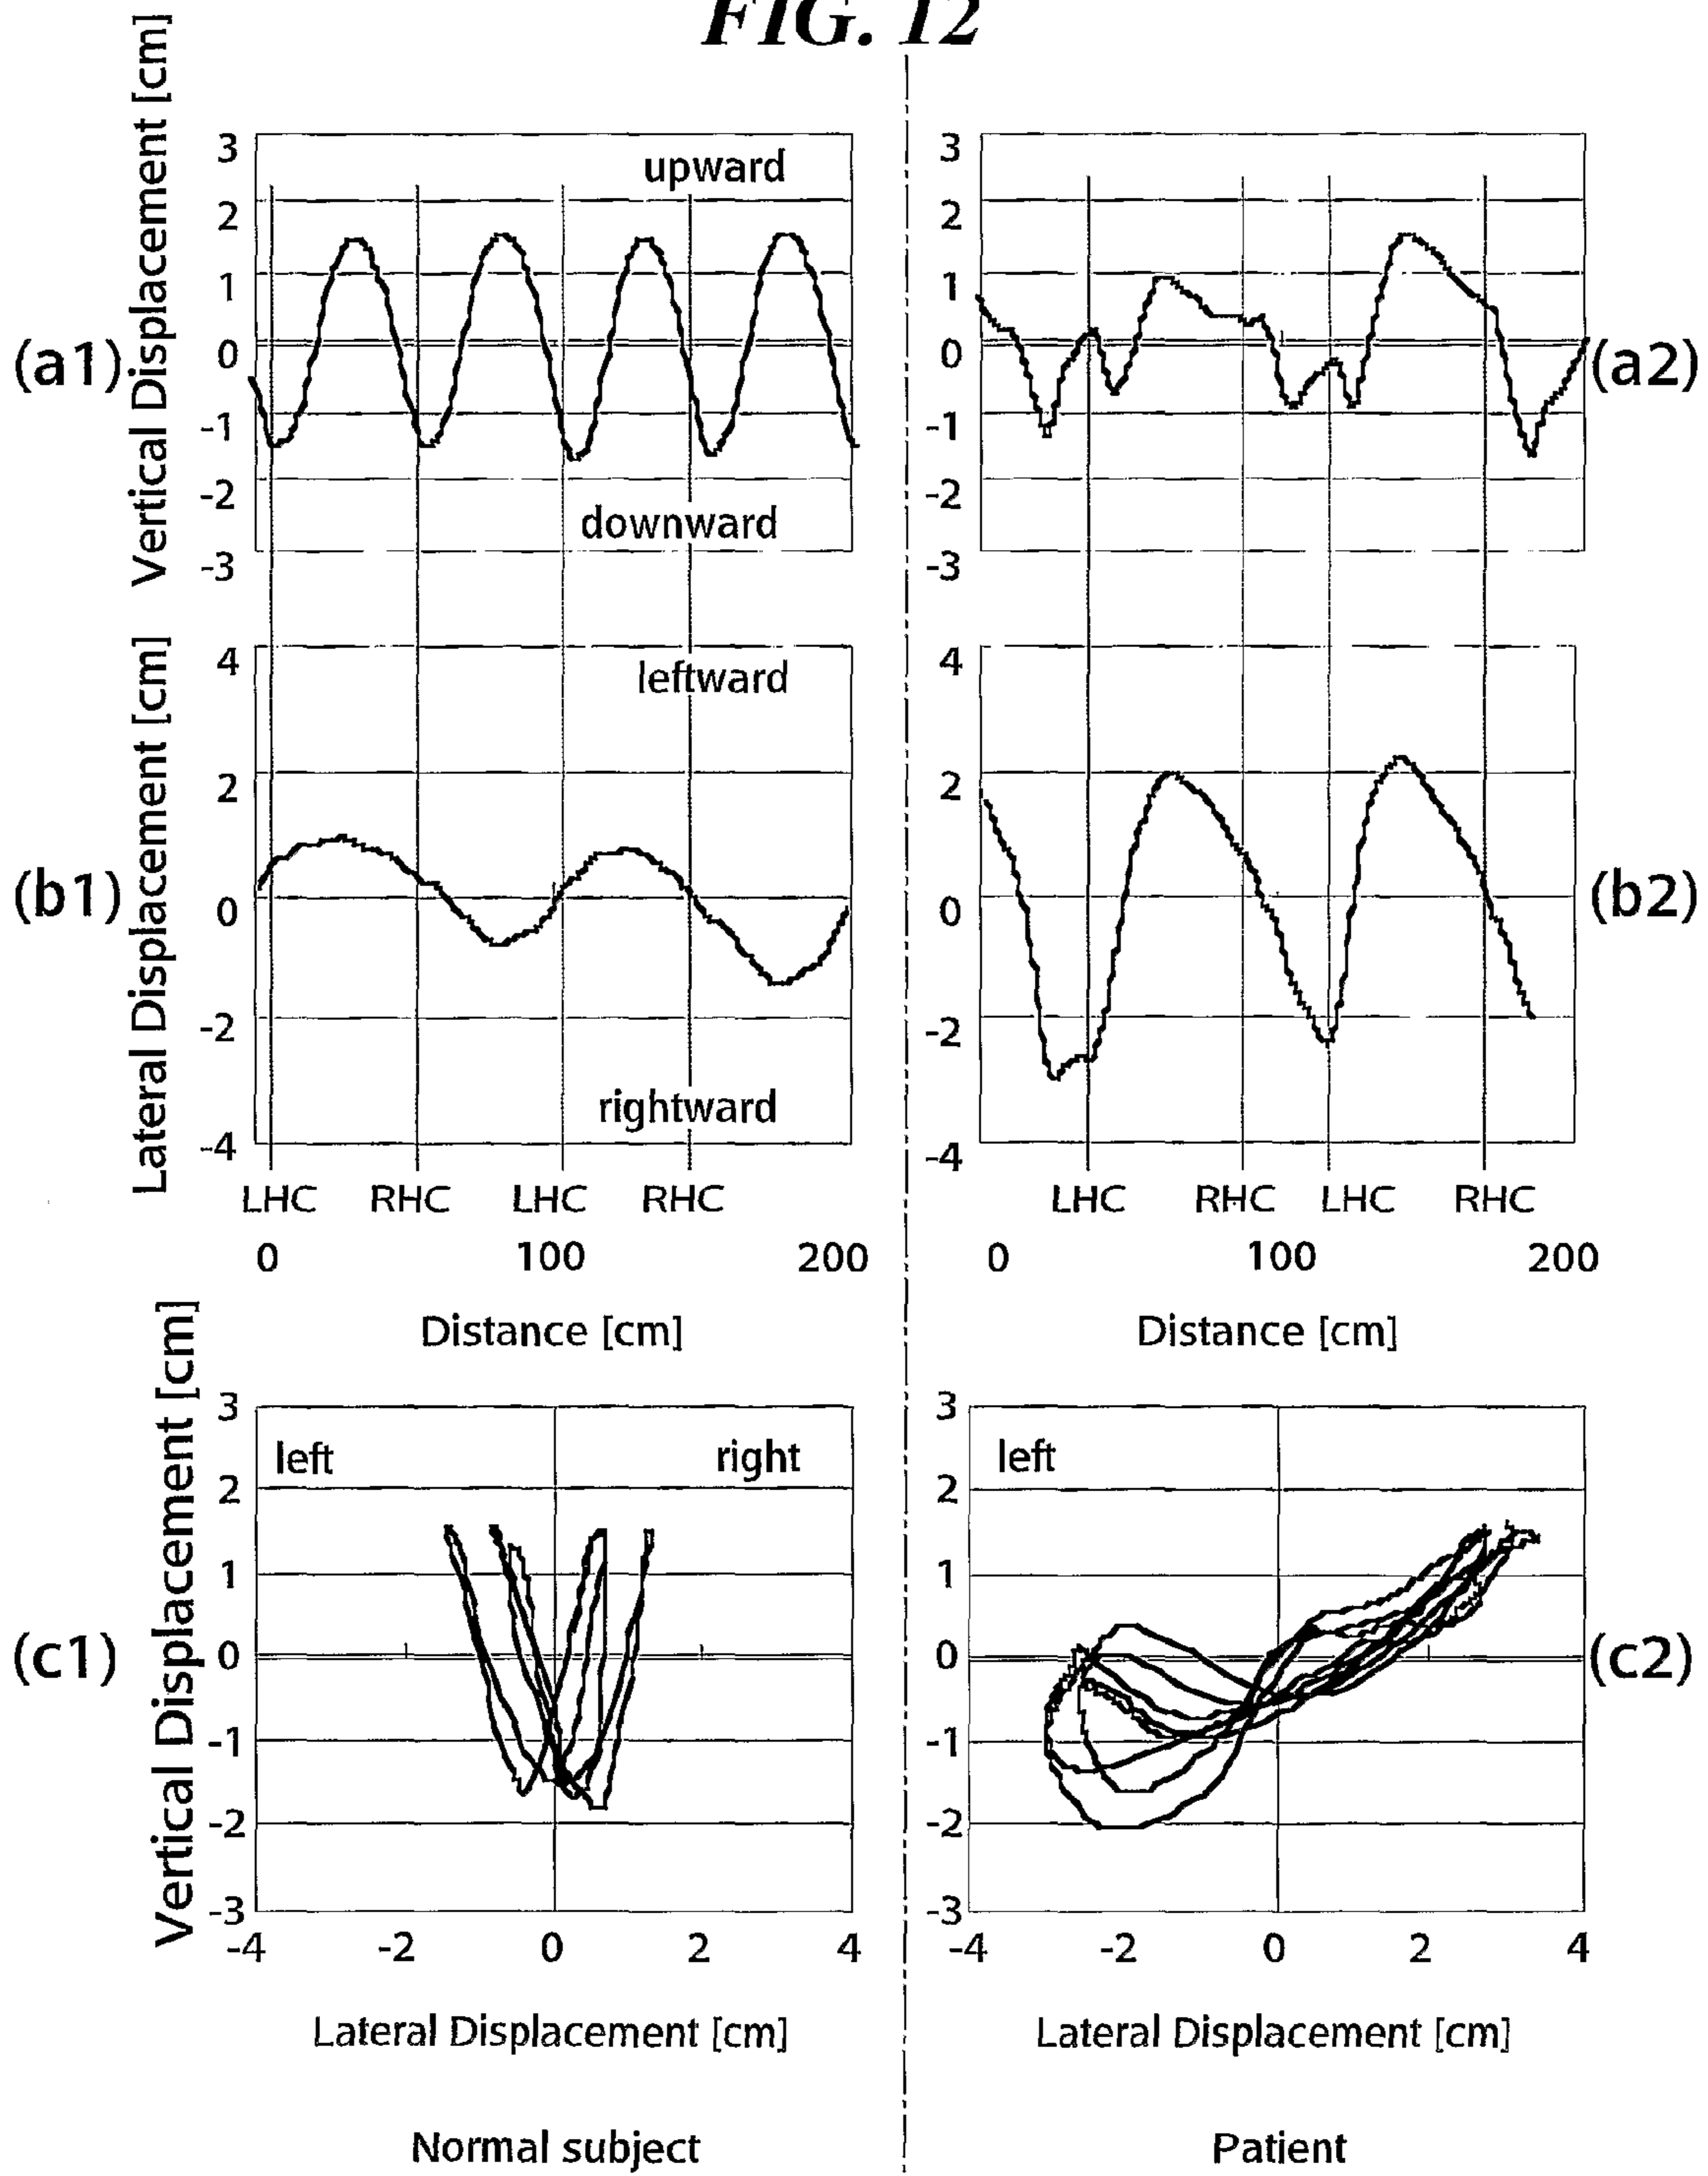 FIG. 12
Vertical Displacement [cm]
(a1)
3
2
1
0
-1
-2
-3
upward
downward
3
2
1
0
-1
-2
-3
(a2)
Lateral Displacement [cm]
(b1)
4
2
0
-2
-4
leftward
rightward
4
2
0
-2
-4
(b2)
LHC RHC LHC RHC
LHC RHC LHC RHC
0 100 200
0 100 200
Distance [cm]
Distance [cm]
Vertical Displacement [cm]
(c1)
3
2
1
0
-1
-2
-3
left right
3
2
1
0
-1
-2
-3
left
(c2)
-4 -2 0 2 4
-4 -2 0 2 4
Lateral Displacement [cm]
Lateral Displacement [cm]
Normal subject
Patient